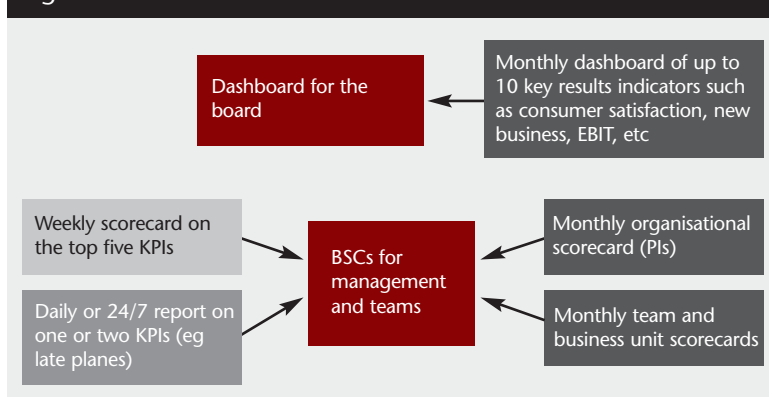 Dashboard for the
board
Monthly dashboard of up to
10 key results indicators such
as consumer satisfaction, new
business, EBIT, etc
Weekly scorecard on
the top five KPIs
Daily or 24/7 report on
one or two KPIs (eg
late planes)
BSCs for
management
and teams
Monthly organisational
scorecard (PIs)
Monthly team and
business unit scorecards